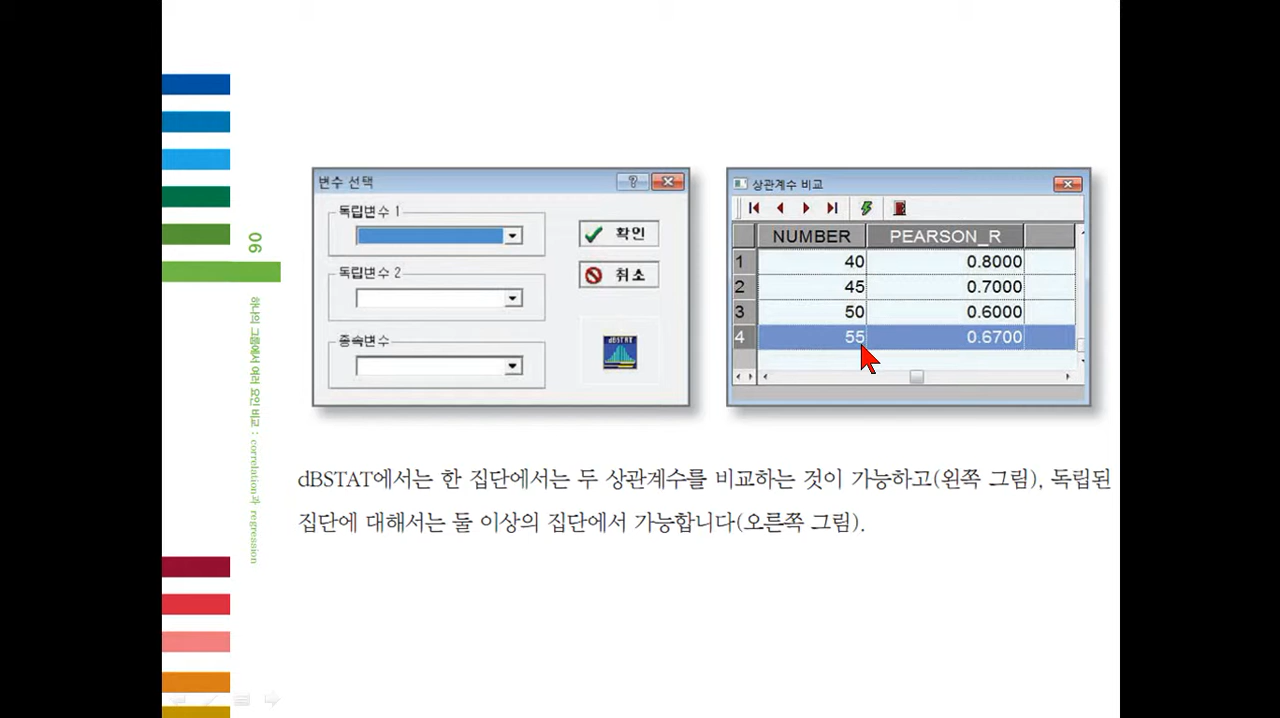 변수 선택
독립변수 1
확인
독립변수 2
취소
종속변수
dBSTAT
상관계수 비교
NUMBER PEARSON_R
1 40 0.8000
2 45 0.7000
3 50 0.6000
4 55 0.6700
90
하나의 그룹에서 여러 요인 비교 : correlation과 regression
dBSTAT에서는 한 집단에서는 두 상관계수를 비교하는 것이 가능하고(왼쪽 그림), 독립된
집단에 대해서는 둘 이상의 집단에서 가능합니다(오른쪽 그림).